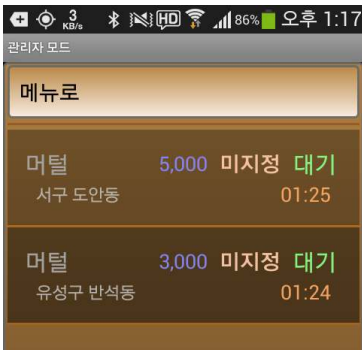 3 KB/s HD 86% 오후 1:17
관리자 모드
메뉴로
머털 5,000 미지정 대기
서구 도안동 01:25
머털 3,000 미지정 대기
유성구 반석동 01:24